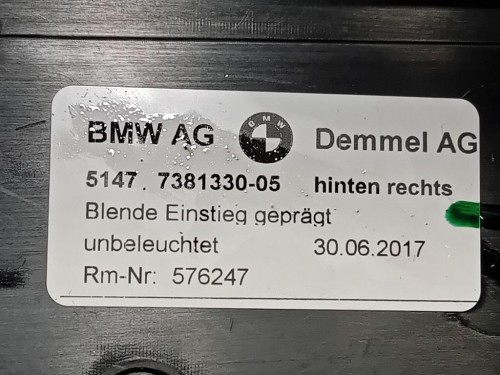 BMW AG BMW Demmel AG
5147 . 7381330-05 hinten rechts
Blende Einstieg geprägt
unbeleuchtet 30.06.2017
Rm-Nr: 576247